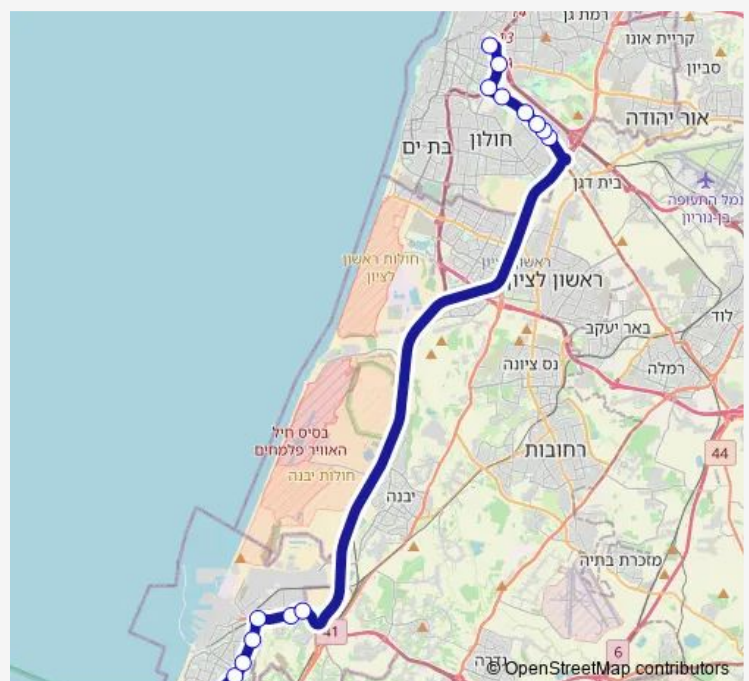 רמת גן
קריית אונו
סביון
אור יהודה
חולון
בת ים
בית דגן
נמל התעופה
בן-גוריון
חולות ראשון
לציון
ראשון לציון
לוד
באר יעקב
רמלה
נס ציונה
בסיס חיל
האוויר פלמחים
רחובות
44
חולות יבנה
יבנה
מזכרת בתיה
41
6
גדרה
© OpenStreetMap contributors